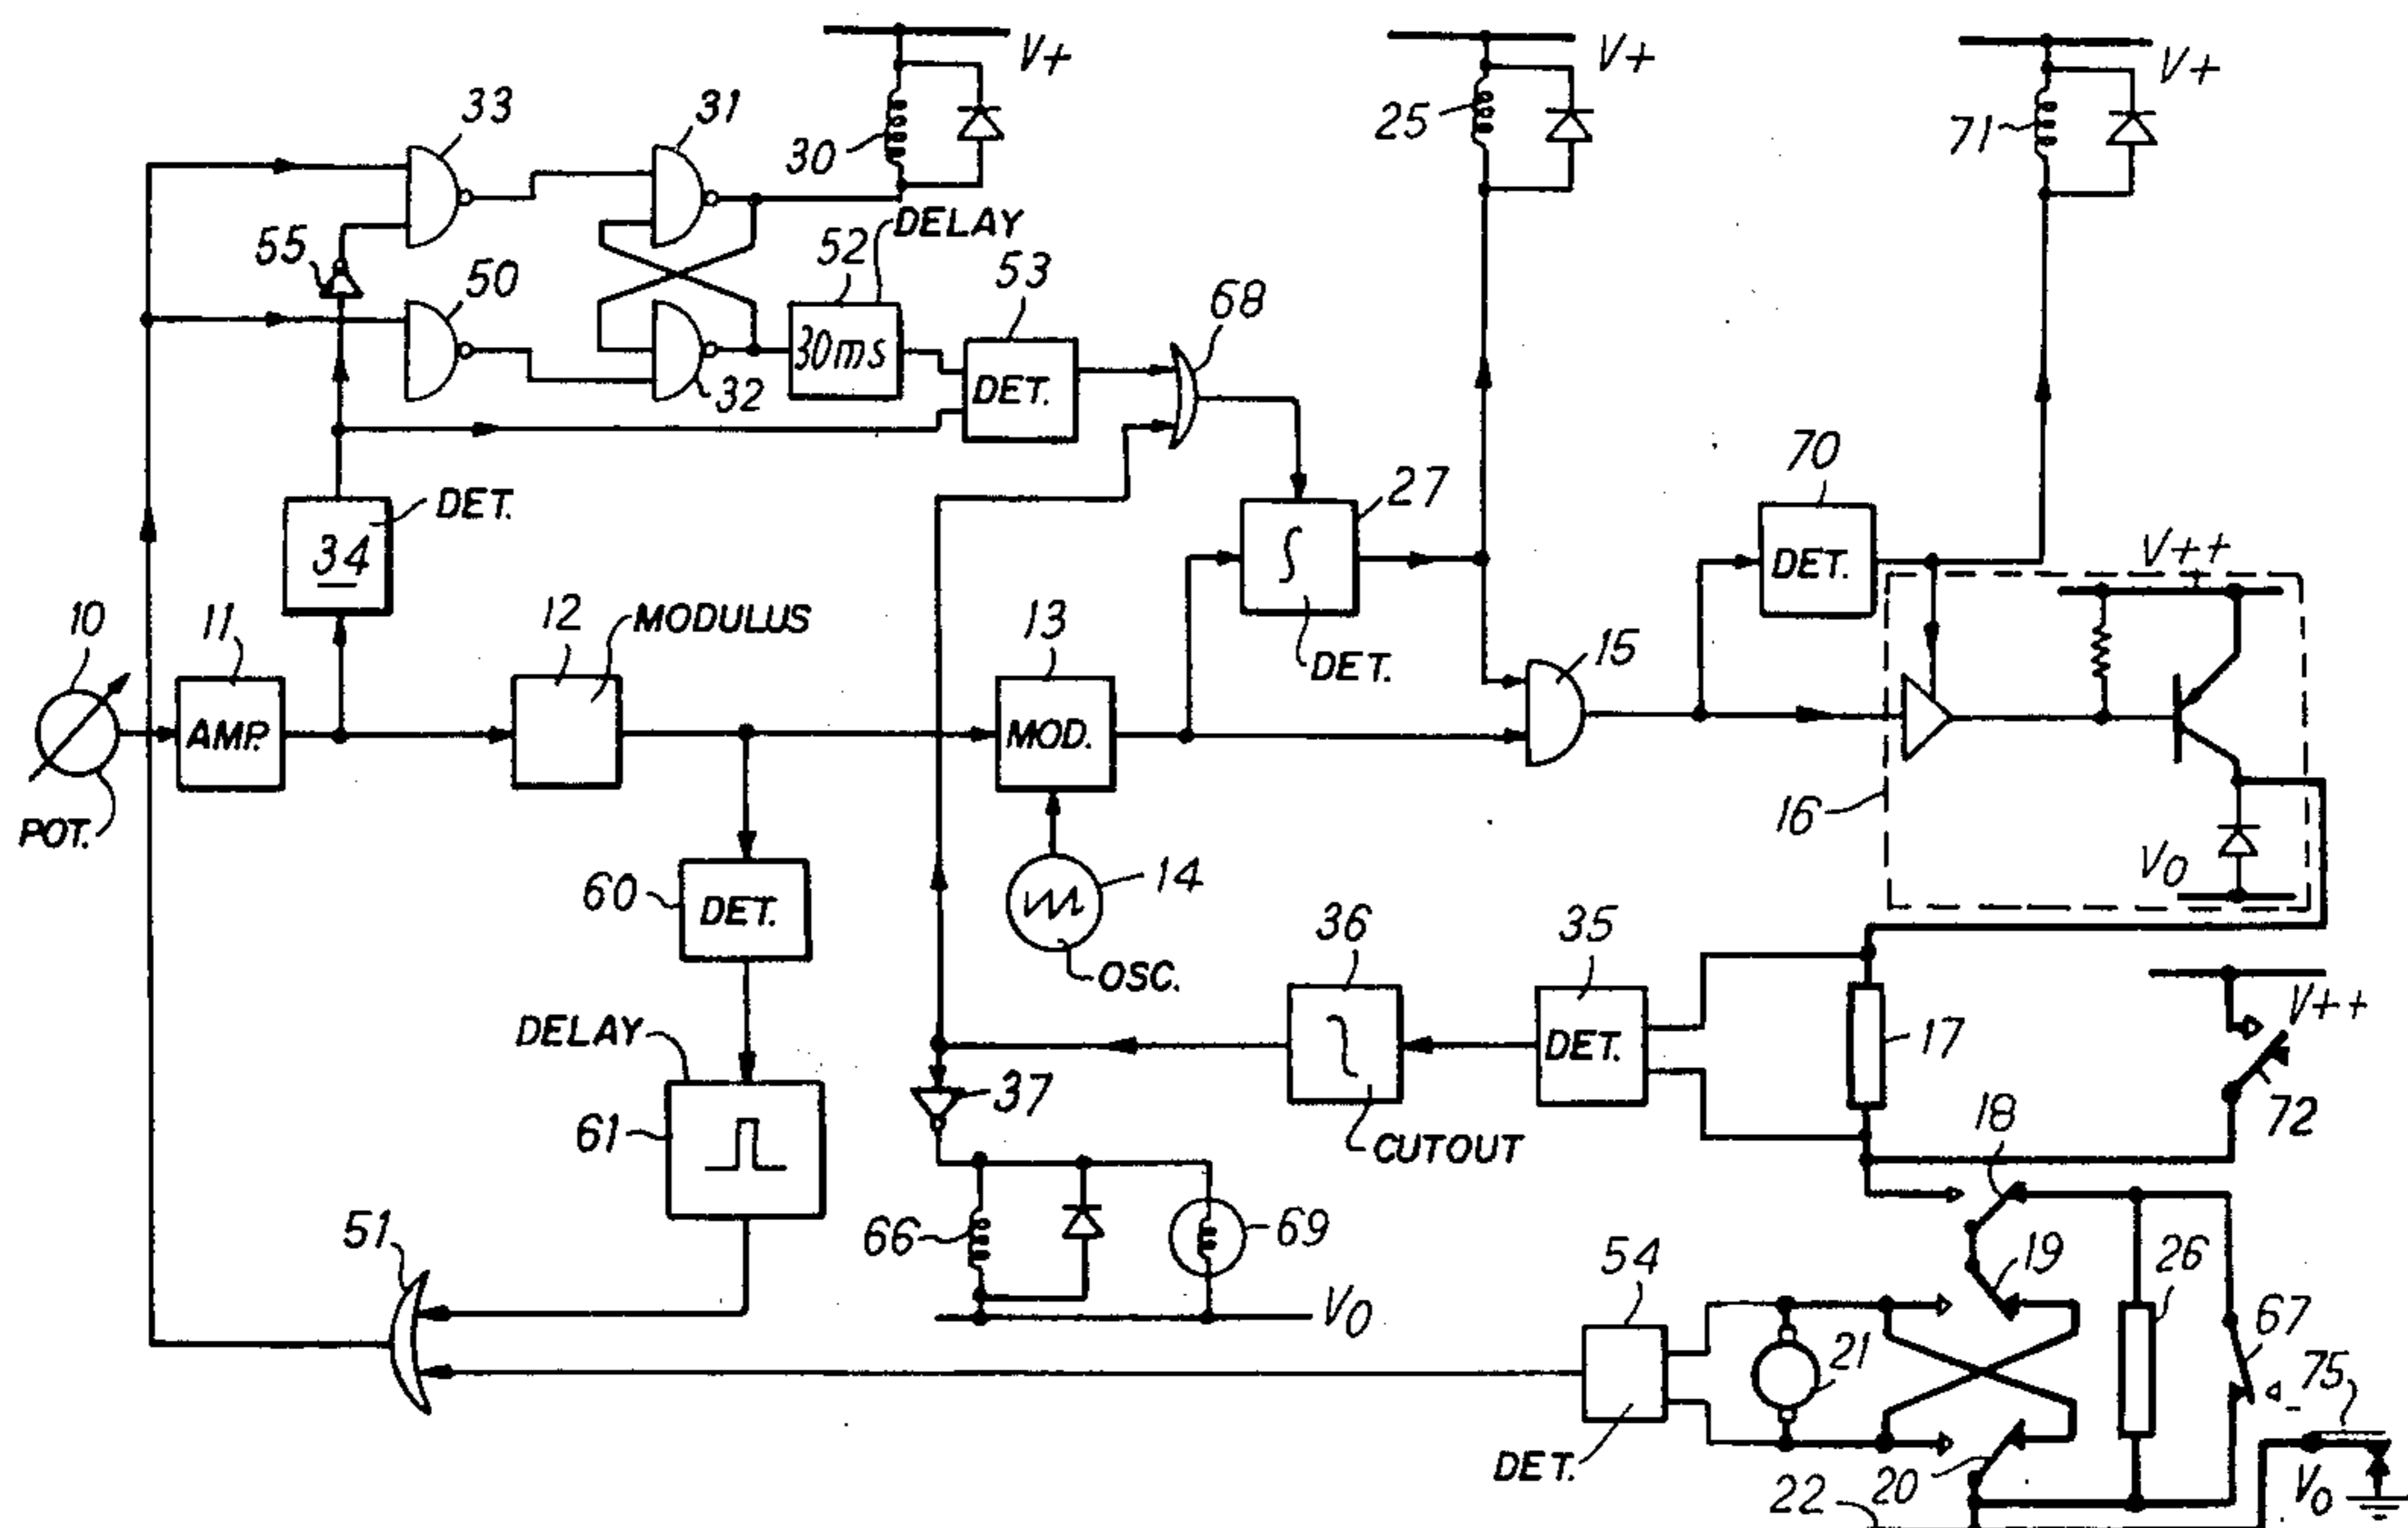 33
31
30
V+
25
V+
71
V+
55
50
52
DELAY
53
68
30ms
DET.
32
DET.
34
27
∫
DET.
70
DET.
V++
10
11
12
MODULUS
13
15
AMP.
MOD.
POT.
16
V0
60
DET.
14
OSC.
36
35
DET.
CUTOUT
17
V++
72
DELAY
61
37
18
66
69
V0
51
54
DET.
19
26
21
67
75
20
22
V0